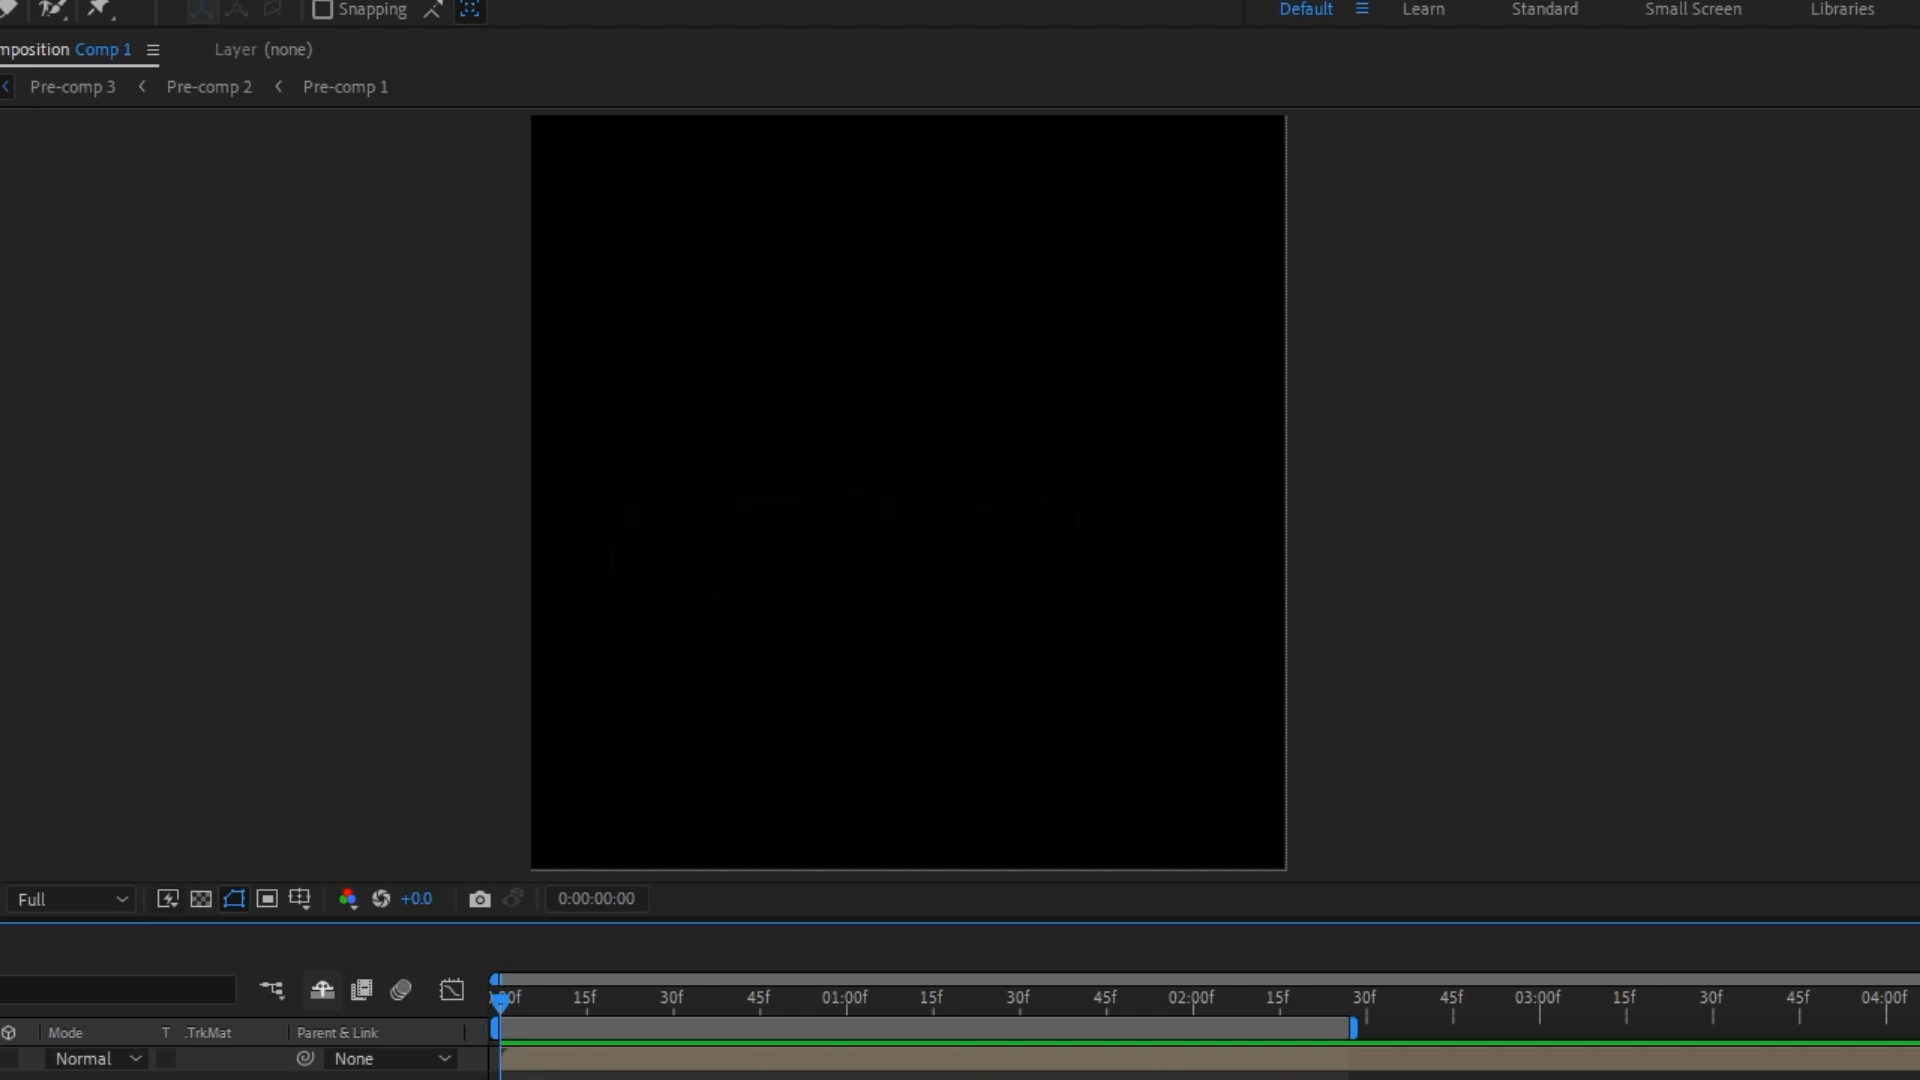 Snapping Default Learn Standard Small Screen Libraries
mposition Comp 1 Layer (none)
Pre-comp 3 Pre-comp 2 Pre-comp 1
Full +0.0 0:00:00:00
00f 15f 30f 45f 01:00f 15f 30f 45f 02:00f 15f 30f 45f 03:00f 15f 30f 45f 04:00f
Mode T .TrkMat Parent & Link
Normal None